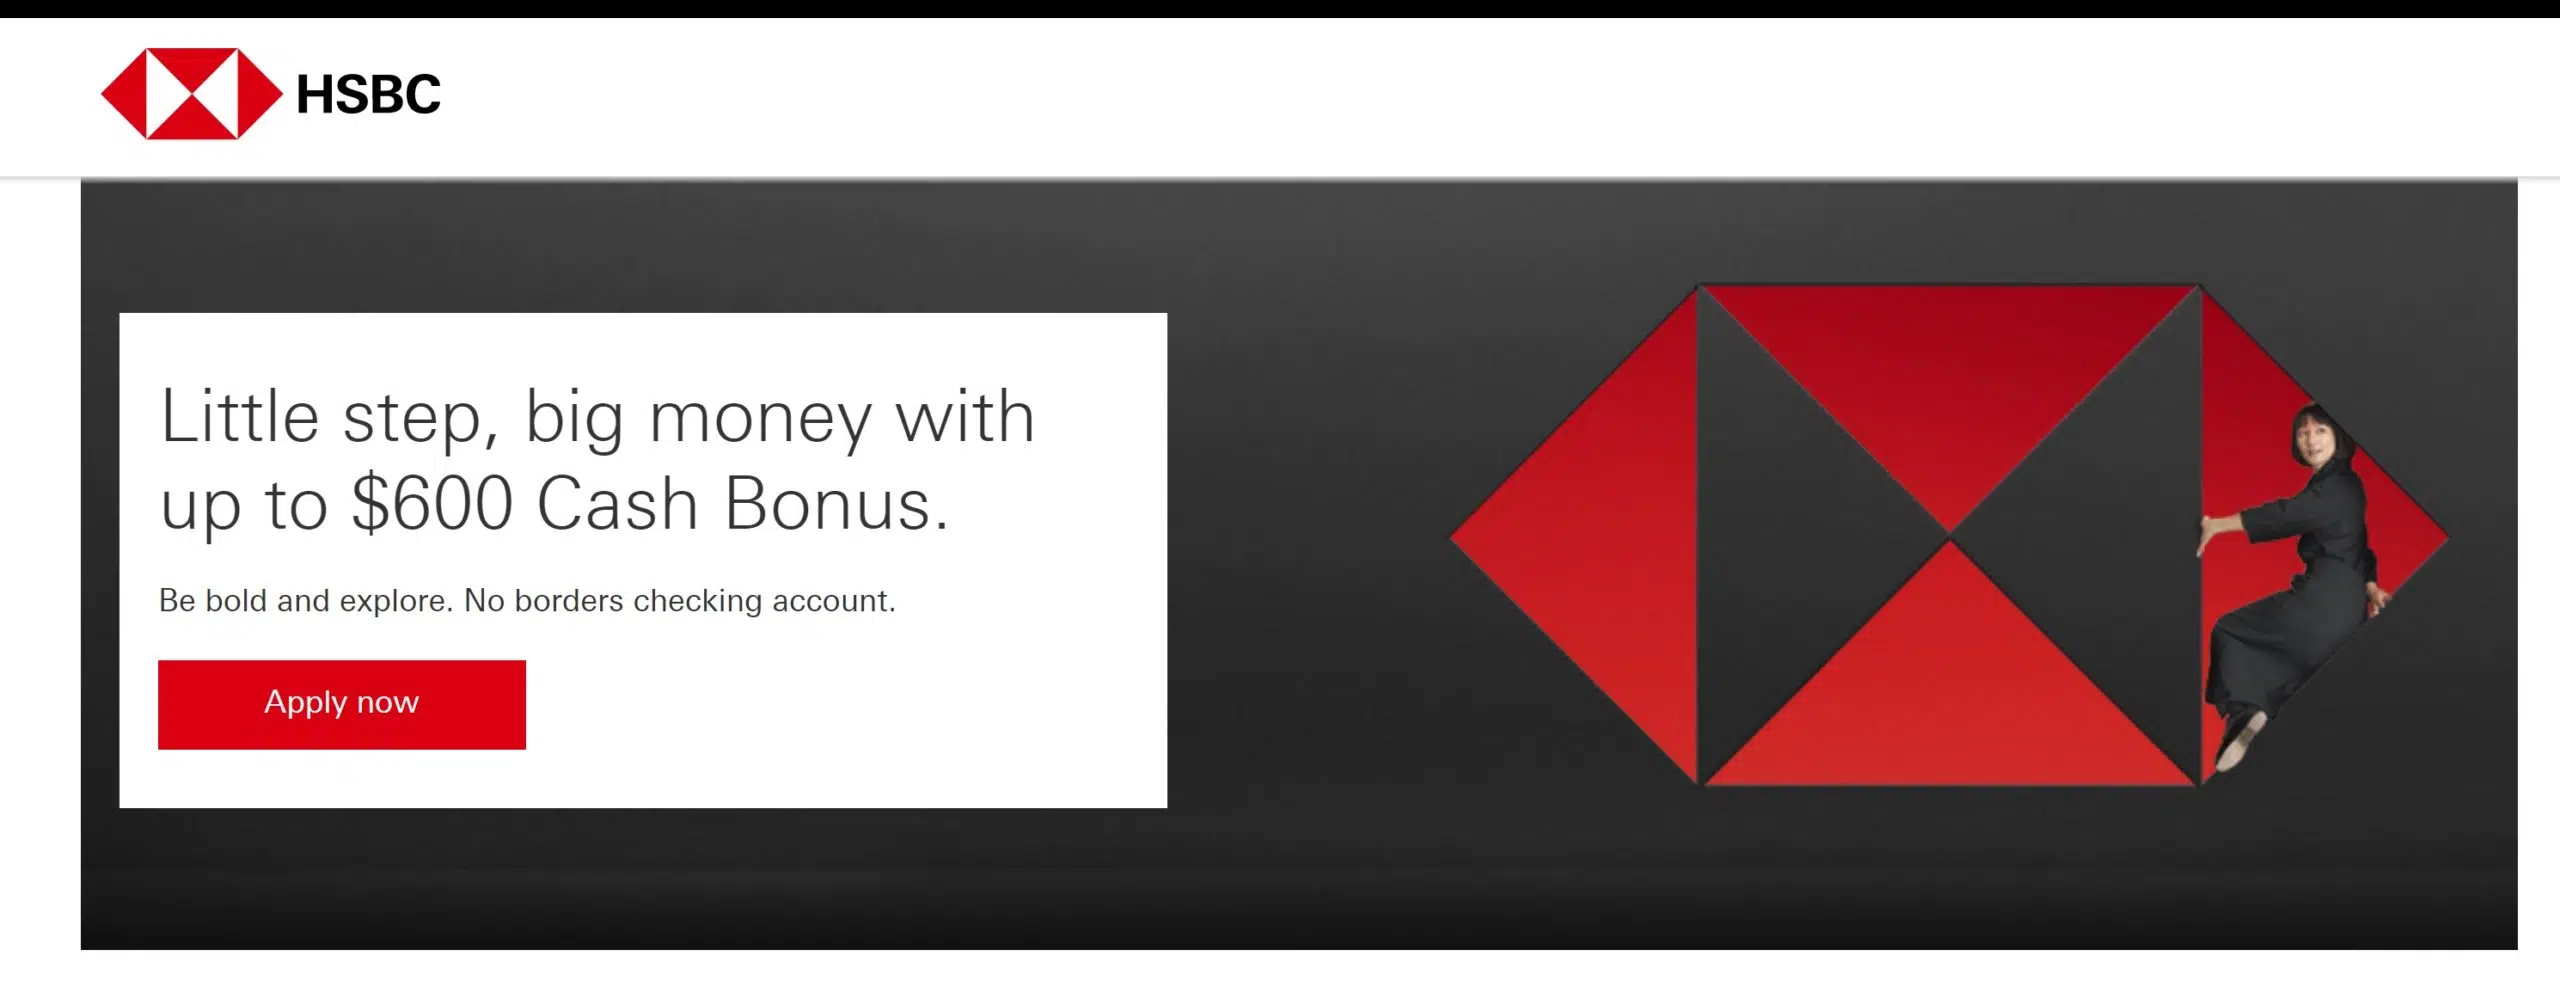 HSBC
Little step, big money with
up to $600 Cash Bonus.
Be bold and explore. No borders checking account.
Apply now